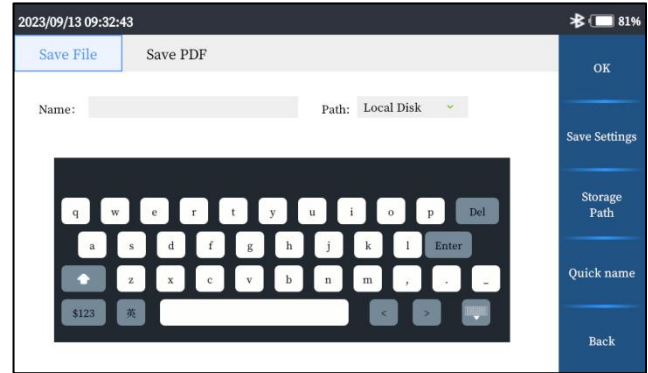 2023/09/13 09:32:43 81%
Save File Save PDF
OK
Name: Path: Local Disk
Save Settings
q w e r t y u i o p Del
Storage
Path
a s d f g h j k l Enter
z x c v b n m , . _
Quick name
$123 英 < >
Back